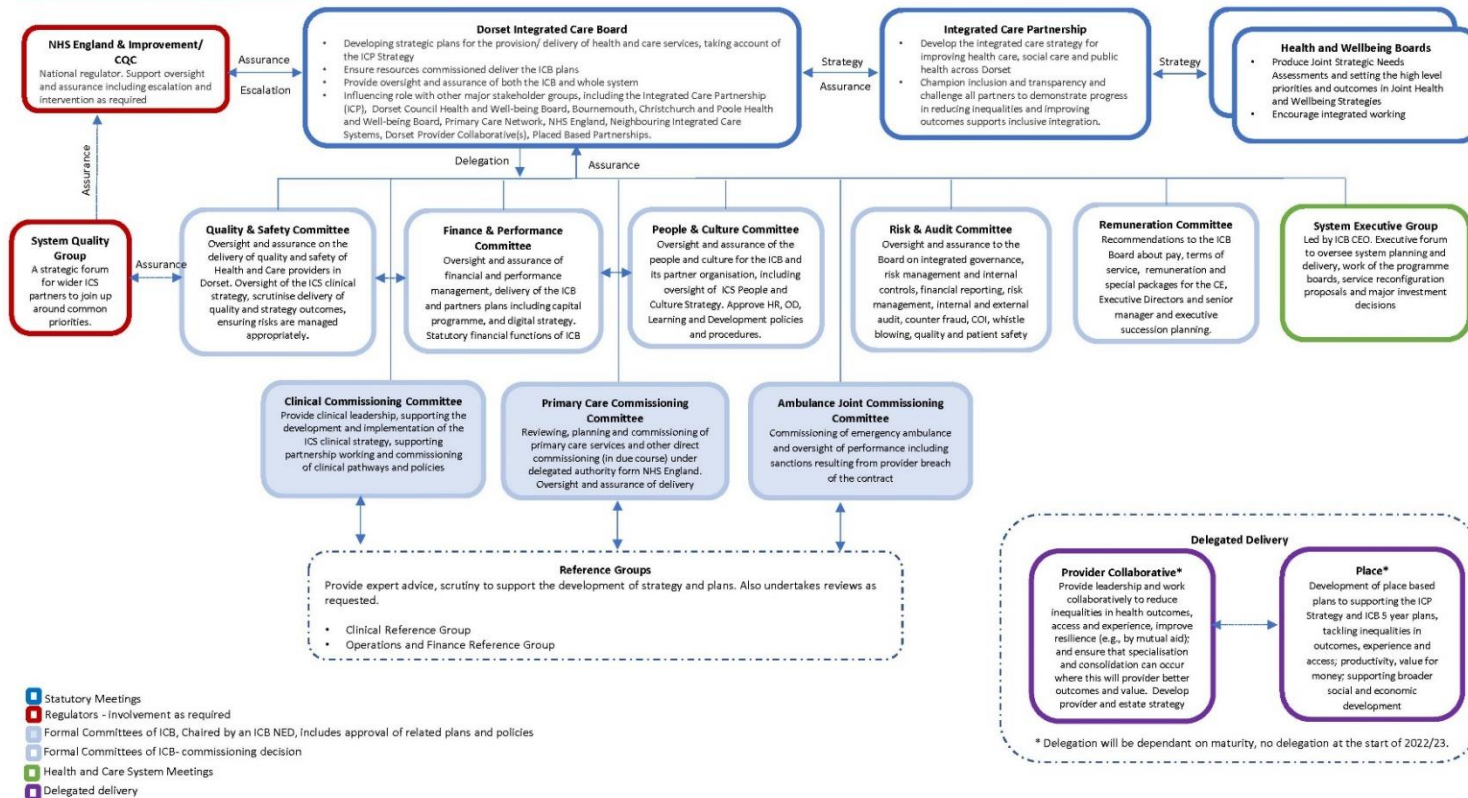 NHS England & Improvement/
CQC
National regulator. Support oversight
and assurance including escalation and
intervention as required
Assurance
Escalation
Dorset Integrated Care Board
• Developing strategic plans for the provision/ delivery of health and care services, taking account of
the ICP Strategy
• Ensure resources commissioned deliver the ICB plans
• Provide oversight and assurance of both the ICB and whole system
• Influencing role with other major stakeholder groups, including the Integrated Care Partnership
(ICP), Dorset Council Health and Well-being Board, Bournemouth, Christchurch and Poole Health
and Well-being Board, Primary Care Network, NHS England, Neighbouring Integrated Care
Systems, Dorset Provider Collaborative(s), Placed Based Partnerships.
Strategy
Assurance
Integrated Care Partnership
• Develop the integrated care strategy for
improving health care, social care and
public health across Dorset
• Champion inclusion and transparency and
challenge all partners to demonstrate progress
in reducing inequalities and improving
outcomes supports inclusive integration.
Strategy
Health and Wellbeing Boards
• Produce Joint Strategic Needs
Assessments and setting the high level
priorities and outcomes in Joint Health
and Wellbeing Strategies
• Encourage integrated working
Delegation
Assurance
Assurance
System Quality
Group
A strategic forum
for wider ICS
partners to join up
around common
priorities.
Assurance
Quality & Safety Committee
Oversight and assurance on the
delivery of quality and safety of
Health and Care providers in
Dorset. Oversight of the ICS clinical
strategy, scrutinise delivery of
quality and strategy outcomes,
ensuring risks are managed
appropriately.
Finance & Performance
Committee
Oversight and assurance of
financial and performance
management, delivery of the ICB
and partners plans including capital
programme, and digital strategy.
Statutory financial functions of ICB
People & Culture Committee
Oversight and assurance of the
people and culture for the ICB and
its partner organisation, including
oversight of ICS People and
Culture Strategy. Approve HR, OD,
Learning and Development policies
and procedures.
Risk & Audit Committee
Oversight and assurance to the
Board on integrated governance,
risk management and internal
controls, financial reporting, risk
management, internal and external
audit, counter fraud, COI, whistle
blowing, quality and patient safety
Remuneration Committee
Recommendations to the ICB
Board about pay, terms of
service, remuneration and
special packages for the CE,
Executive Directors and senior
manager and executive
succession planning.
System Executive Group
Led by ICB CEO. Executive forum
to oversee system planning and
delivery, work of the programme
boards, service reconfiguration
proposals and major investment
decisions
Clinical Commissioning Committee
Provide clinical leadership, supporting the
development and implementation of the
ICS clinical strategy, supporting
partnership working and commissioning
of clinical pathways and policies
Primary Care Commissioning
Committee
Reviewing, planning and commissioning of
primary care services and other direct
commissioning (in due course) under
delegated authority form NHS England.
Oversight and assurance of delivery
Ambulance Joint Commissioning
Committee
Commissioning of emergency ambulance
and oversight of performance including
sanctions resulting from provider breach
of the contract
Reference Groups
Provide expert advice, scrutiny to support the development of strategy and plans. Also undertakes reviews as
requested.
• Clinical Reference Group
• Operations and Finance Reference Group
Delegated Delivery
Provider Collaborative*
Provide leadership and work
collaboratively to reduce
inequalities in health outcomes,
access and experience, improve
resilience (e.g., by mutual aid);
and ensure that specialisation
and consolidation can occur
where this will provider better
outcomes and value. Develop
provider and estate strategy
Place*
Development of place based
plans to supporting the ICP
Strategy and ICB 5 year plans,
tackling inequalities in
outcomes, experience and
access; productivity, value for
money; supporting broader
social and economic
development
* Delegation will be dependant on maturity, no delegation at the start of 2022/23.
Statutory Meetings
Regulators - involvement as required
Formal Committees of ICB, Chaired by an ICB NED, includes approval of related plans and policies
Formal Committees of ICB- commissioning decision
Health and Care System Meetings
Delegated delivery